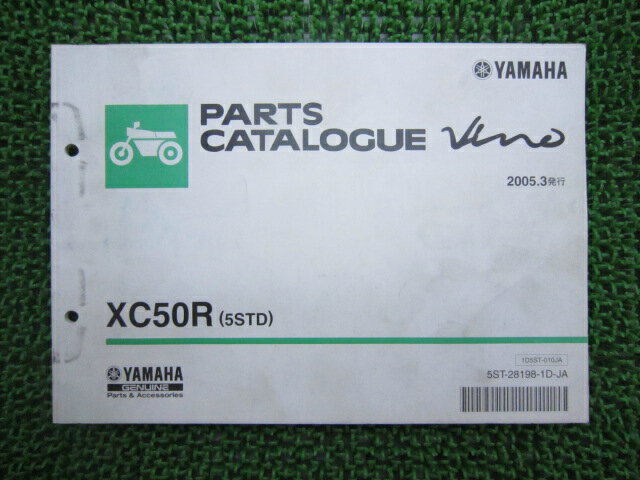 YAMAHA
PARTS
CATALOGUE Vino
2005.3発行
XC50R (5STD)
1D5ST-010JA
5ST-28198-1D-JA
YAMAHA
GENUINE
Parts & Accessories